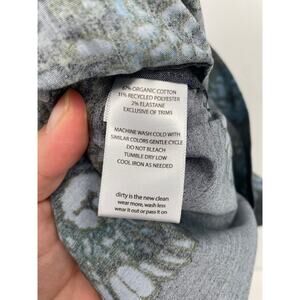 ORGANIC COTTON
11% RECYCLED POLYESTER
2% ELASTANE
EXCLUSIVE OF TRIMS
MACHINE WASH COLD WITH
SIMILAR COLORS GENTLE CYCLE
DO NOT BLEACH
TUMBLE DRY LOW
COOL IRON AS NEEDED
dirty is the new clean
wear more, wash less
wear it out or pass it on